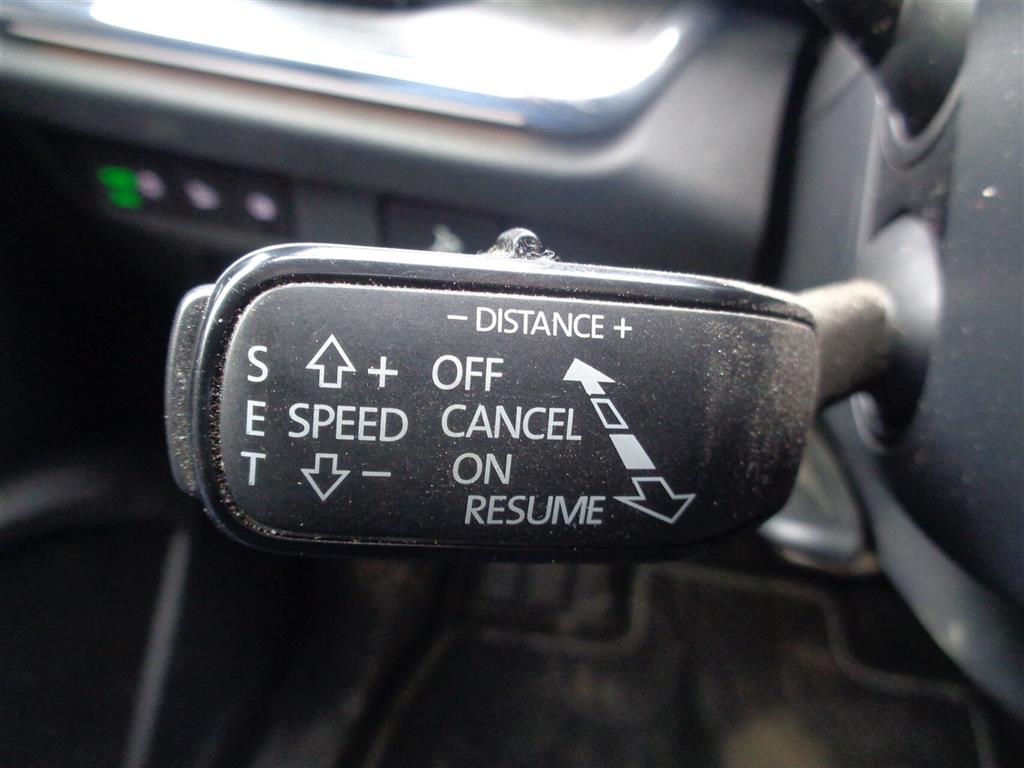 - DISTANCE +
S + OFF
E SPEED CANCEL
T - ON
RESUME